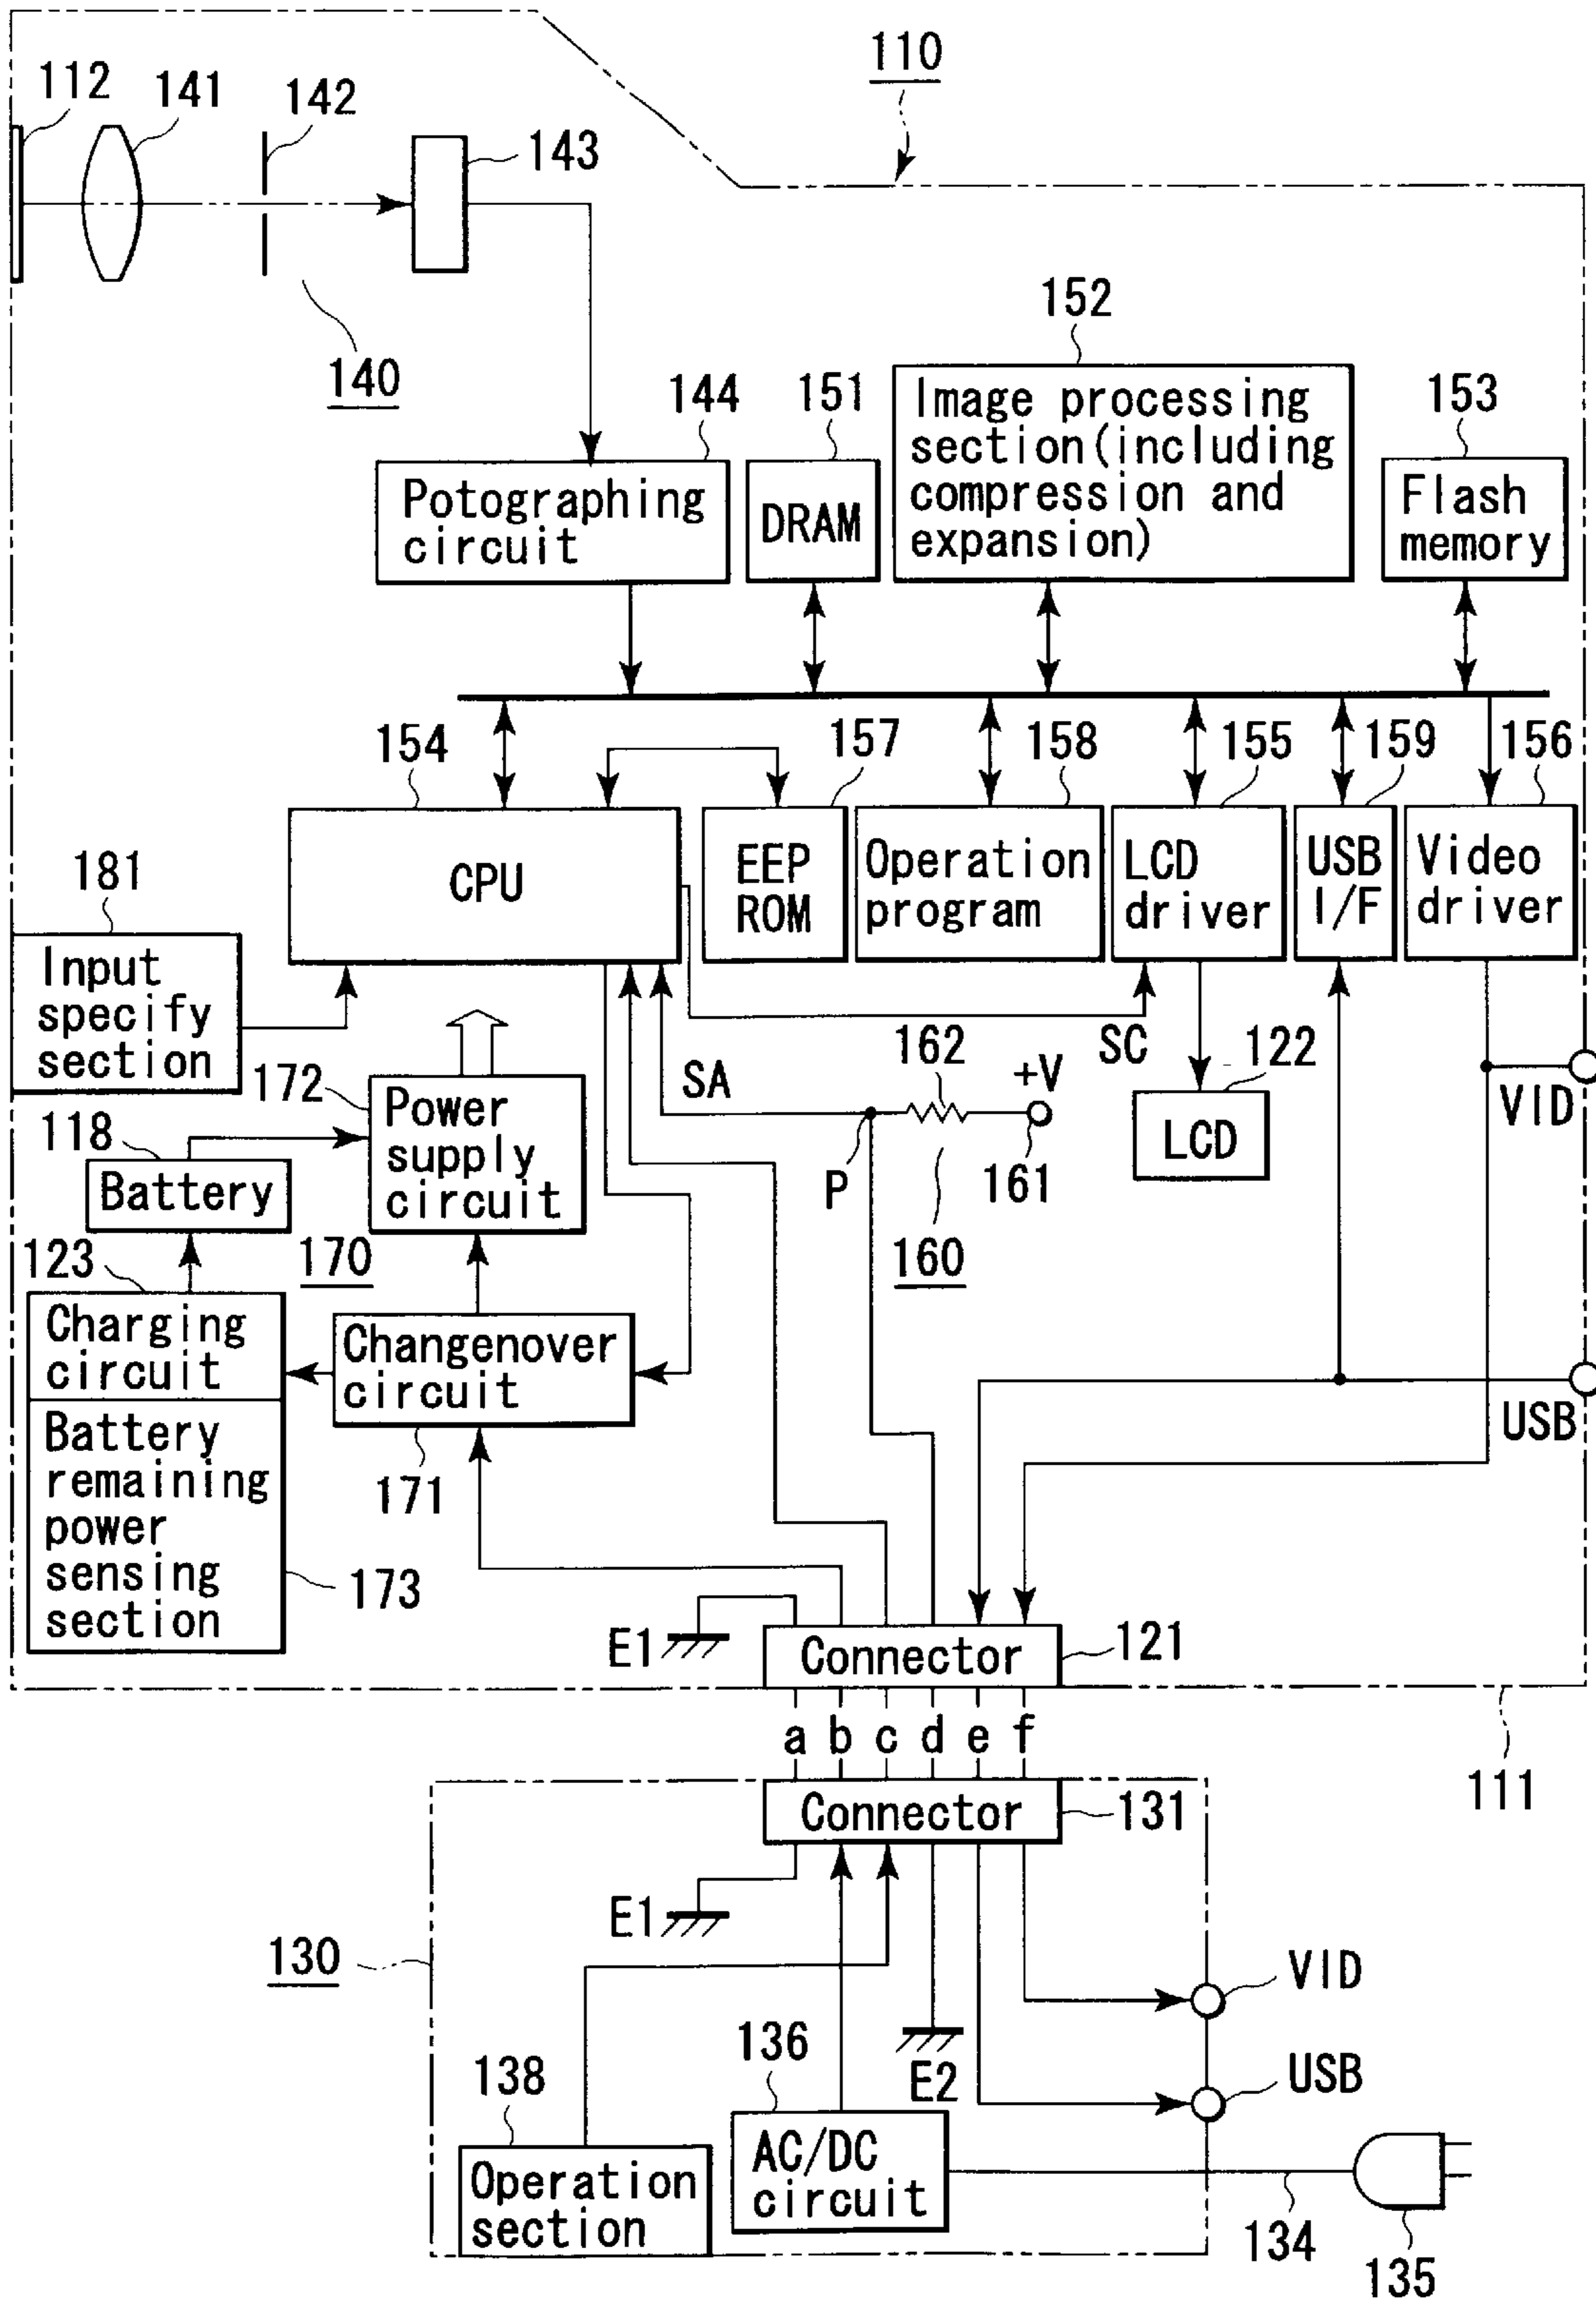 110
112
141
142
143
140
152
144
151
153
Image processing
section(including
compression and
expansion)
Potographing
circuit
DRAM
Flash
memory
154
157
158
155
159
156
CPU
EEP
ROM
Operation
program
LCD
driver
USB
I/F
Video
driver
181
Input
specify
section
172
Power
supply
circuit
SA
162
+V
SC
122
LCD
VID
118
Battery
P
161
160
170
123
Charging
circuit
Changenover
circuit
171
USB
Battery
remaining
power
sensing
section
173
E1
Connector
121
a b c d e f
111
Connector
131
E1
130
VID
136
E2
USB
138
AC/DC
circuit
Operation
section
134
135